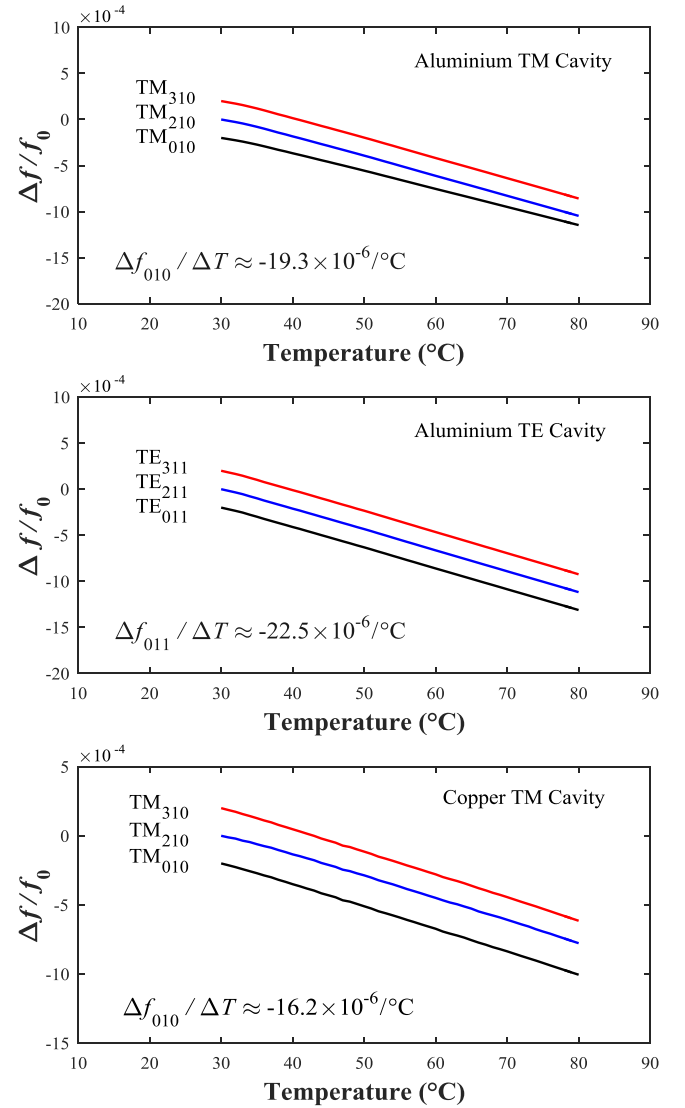 ×10⁻⁴
Aluminium TM Cavity
10
5
0
-5
-10
-15
-20
Δf/f₀
TM₃₁₀
TM₂₁₀
TM₀₁₀
Δf₀₁₀ / ΔT ≈ -19.3×10⁻⁶/°C
10 20 30 40 50 60 70 80 90
Temperature (°C)
×10⁻⁴
Aluminium TE Cavity
10
5
0
-5
-10
-15
-20
Δf/f₀
TE₃₁₁
TE₂₁₁
TE₀₁₁
Δf₀₁₁ / ΔT ≈ -22.5×10⁻⁶/°C
10 20 30 40 50 60 70 80 90
Temperature (°C)
×10⁻⁴
Copper TM Cavity
5
0
-5
-10
-15
Δf/f₀
TM₃₁₀
TM₂₁₀
TM₀₁₀
Δf₀₁₀ / ΔT ≈ -16.2×10⁻⁶/°C
10 20 30 40 50 60 70 80 90
Temperature (°C)